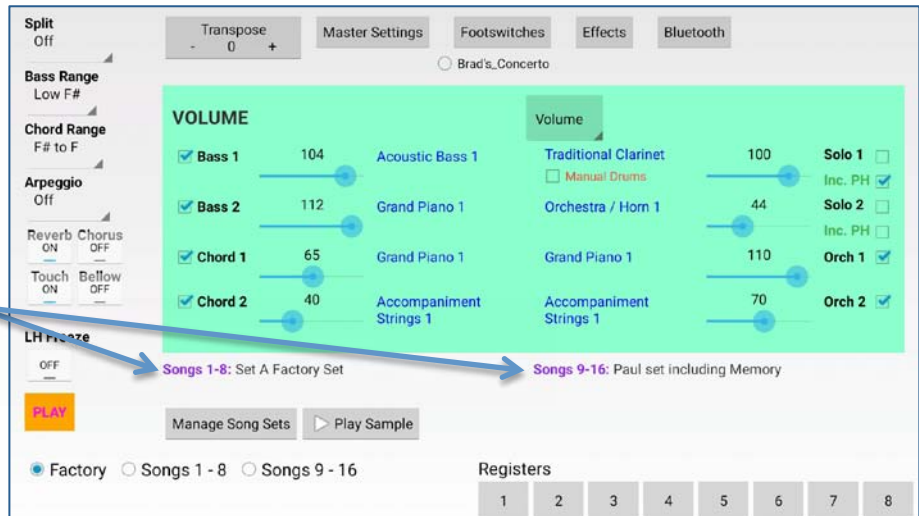 Split
Off
Bass Range
Low F#
Chord Range
F# to F
Arpeggio
Off
Reverb Chorus
ON OFF
Touch Bellow
ON OFF
LH Freeze
OFF
PLAY
Transpose
- 0 +
Master Settings
Footswitches
Effects
Bluetooth
Brad's_Concerto
VOLUME
Volume
Bass 1 104 Acoustic Bass 1
Traditional Clarinet 100 Solo 1
Manual Drums
Inc. PH
Bass 2 112 Grand Piano 1
Orchestra / Horn 1 44 Solo 2
Inc. PH
Chord 1 65 Grand Piano 1
Grand Piano 1 110 Orch 1
Chord 2 40 Accompaniment
Strings 1
Accompaniment 70 Orch 2
Strings 1
Songs 1-8: Set A Factory Set
Songs 9-16: Paul set including Memory
Manage Song Sets
Play Sample
Factory Songs 1 - 8 Songs 9 - 16
Registers
1 2 3 4 5 6 7 8